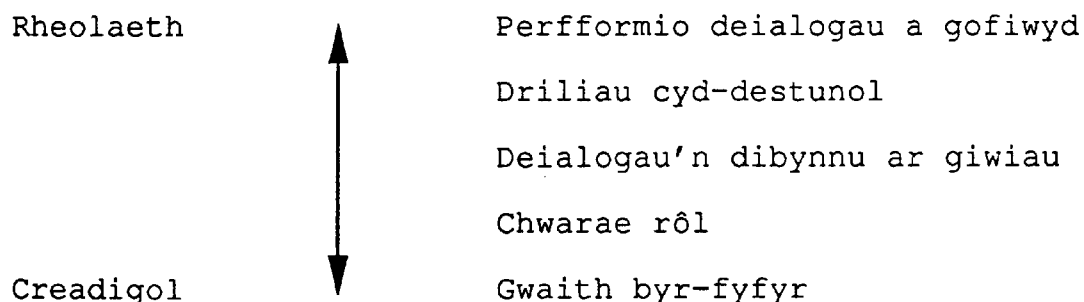 Rheolaeth Perfformio deialogau a gofiwyd
Driliau cyd-destunol
Deialogau'n dibynnu ar giwiau
Chwarae rôl
Creadigol Gwaith byr-fyfyr